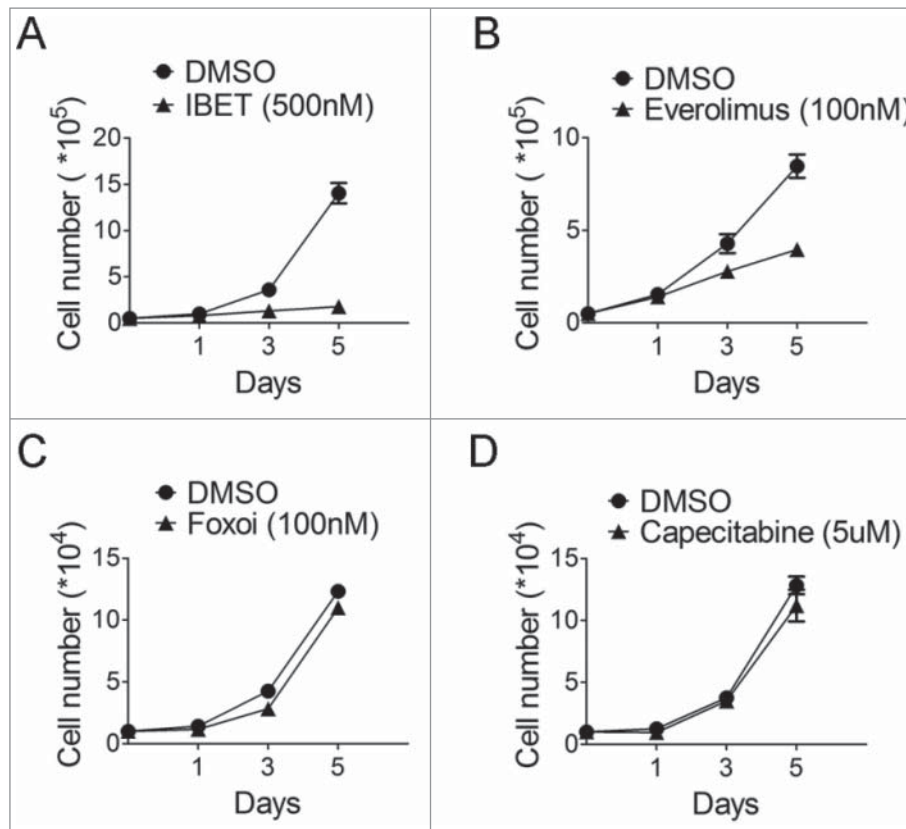 A
DMSO
IBET (500nM)
Cell number ( *10⁵)
20
15
10
5
0
1 3 5
Days
B
DMSO
Everolimus (100nM)
Cell number ( *10⁵)
10
5
0
1 3 5
Days
C
DMSO
Foxoi (100nM)
Cell number (*10⁴)
15
10
5
0
1 3 5
Days
D
DMSO
Capecitabine (5uM)
Cell number (*10⁴)
15
10
5
0
1 3 5
Days